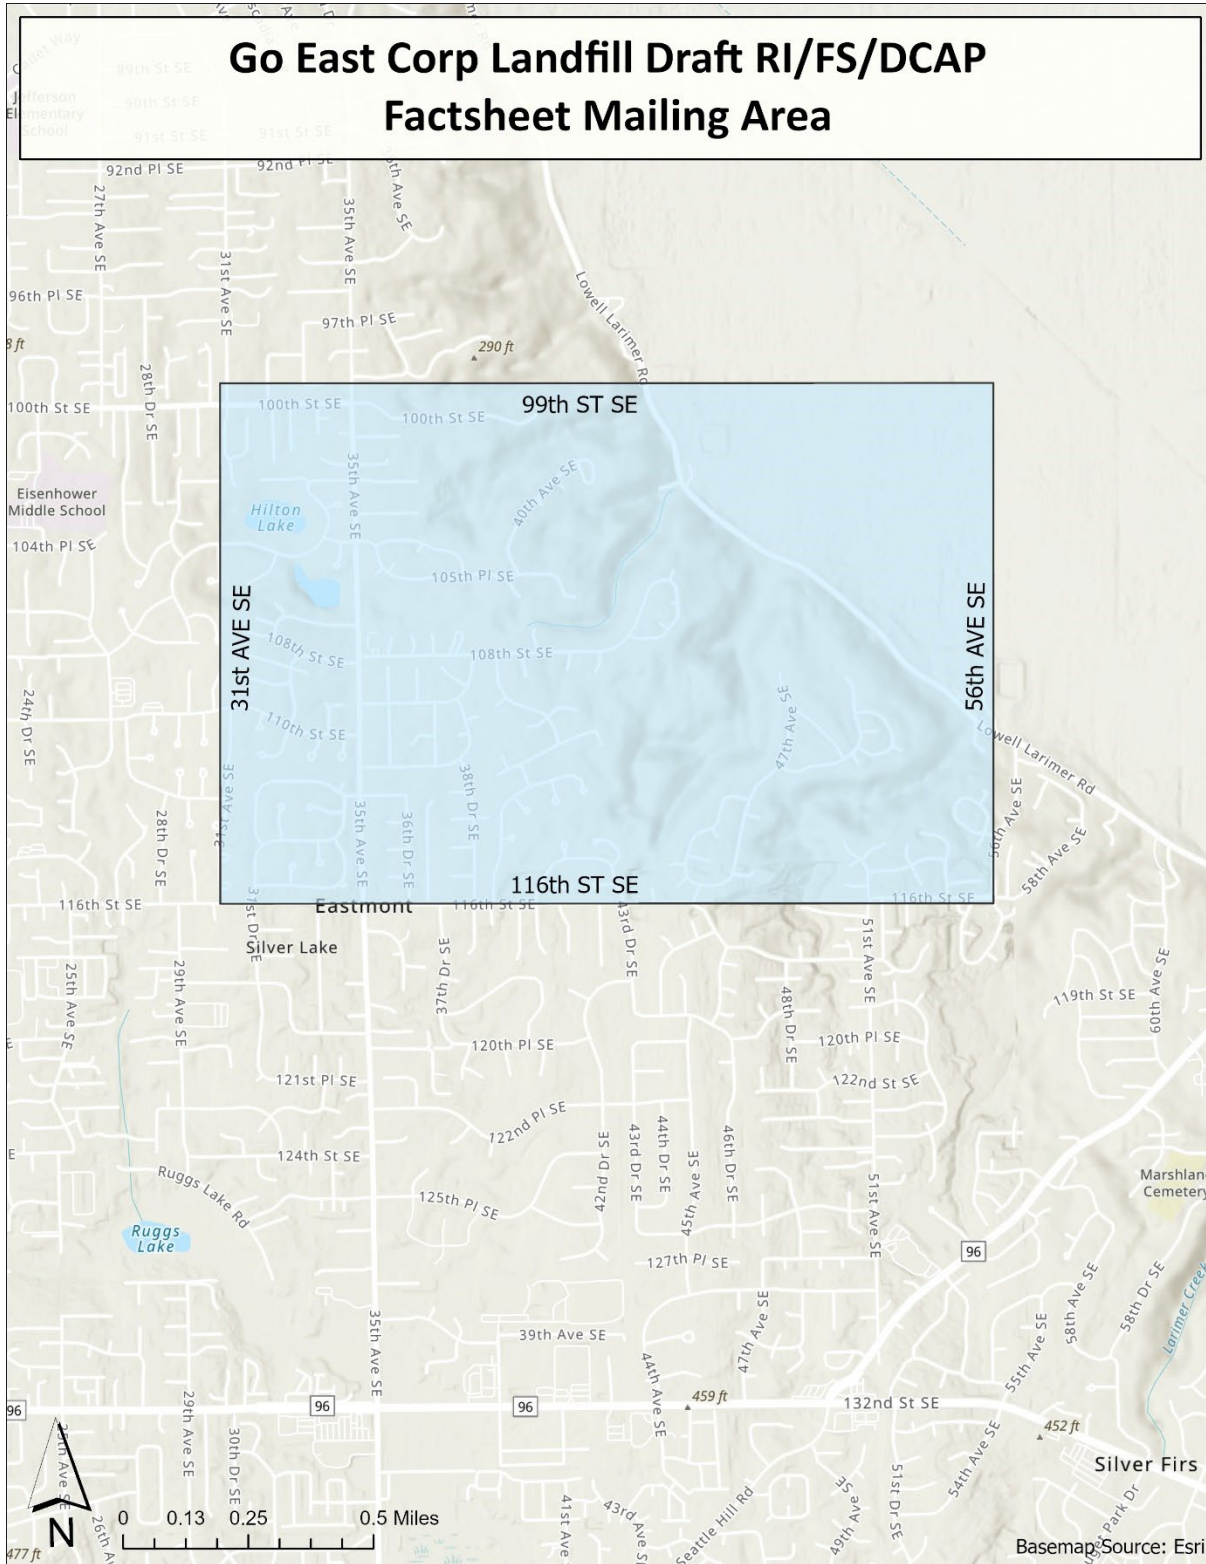 Go East Corp Landfill Draft RI/FS/DCAP
Factsheet Mailing Area
Cadet Way
89th St SE
Jefferson
Elementary
School
90th St SE
91st St SE
91st St SE
92nd Pl SE
92nd Pl SE
27th Ave SE
35th Ave SE
31st Ave SE
Lowell Larimer Rd
96th Pl SE
97th Pl SE
290 ft
28th Dr SE
100th St SE
100th St SE
99th ST SE
100th St SE
35th Ave SE
40th Ave SE
Eisenhower
Middle School
Hilton
Lake
104th Pl SE
105th Pl SE
31st AVE SE
56th AVE SE
108th St SE
108th St SE
24th Dr SE
110th St SE
47th Ave SE
Lowell Larimer Rd
31st Ave SE
38th Dr SE
28th Dr SE
35th Ave SE
36th Dr SE
56th Ave SE
58th Ave SE
116th ST SE
116th St SE
31st Dr SE
Eastmont
116th St SE
43rd Dr SE
116th St SE
Silver Lake
51st Ave SE
25th Ave SE
29th Ave SE
37th Dr SE
48th Dr SE
119th St SE
60th Ave SE
120th Pl SE
120th Pl SE
121st Pl SE
122nd St SE
122nd Pl SE
42nd Dr SE
43rd Dr SE
44th Dr SE
45th Ave SE
46th Dr SE
124th St SE
Ruggs Lake Rd
125th Pl SE
51st Ave SE
Marshlan
Cemetery
Ruggs
Lake
127th Pl SE
96
58th Ave SE
58th Dr SE
Larimer Creek
35th Ave SE
39th Ave SE
47th Ave SE
44th Ave SE
55th Ave SE
96
29th Ave SE
96
96
459 ft
132nd St SE
452 ft
25th Ave SE
30th Dr SE
54th Ave SE
Silver Firs
49th Ave SE
51st Dr SE
N
0 0.13 0.25 0.5 Miles
26th A
41st Ave
43rd Ave S
Seattle Hill Rd
477 ft
Basemap Source: Esri